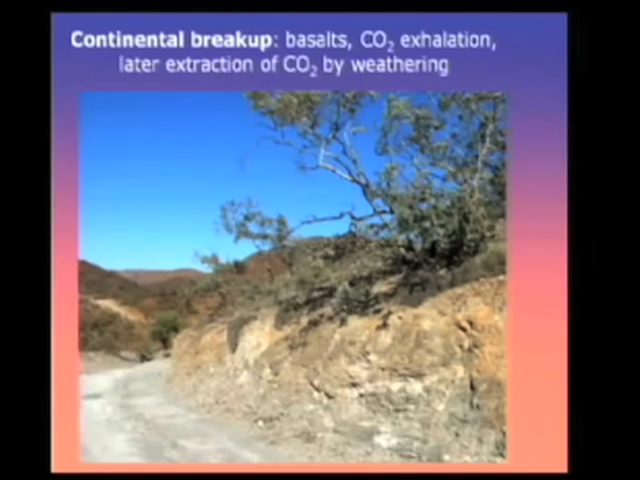 Continental breakup: basalts, CO₂ exhalation,
later extraction of CO₂ by weathering